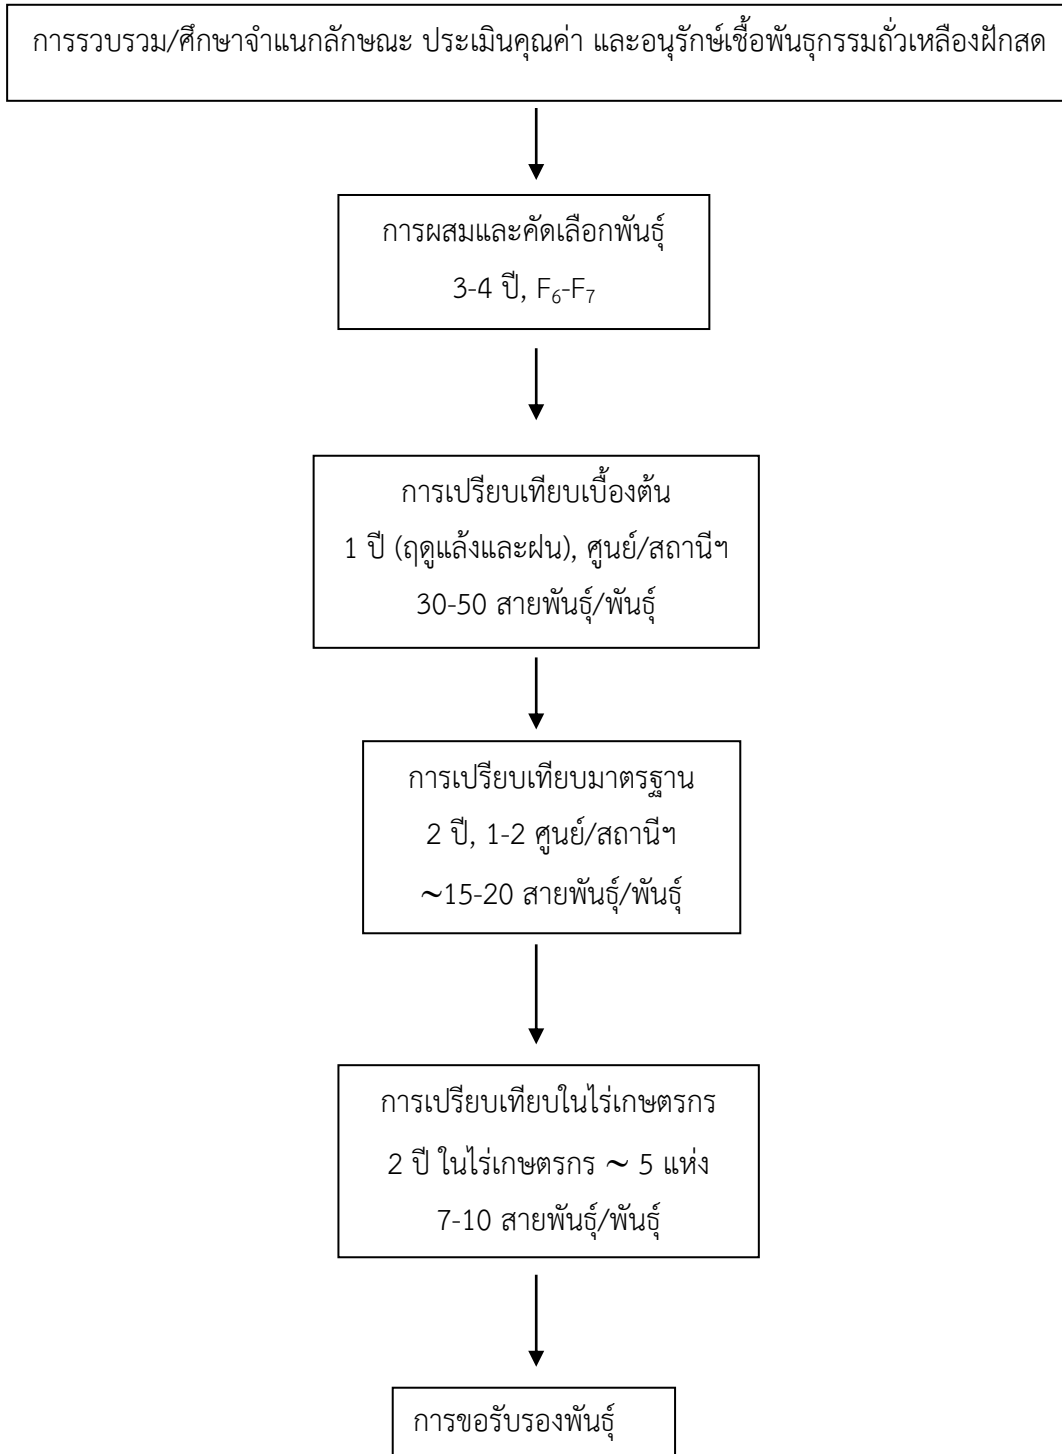 การรวบรวม/ศึกษาจำแนกลักษณะ ประเมินคุณค่า และอนุรักษ์เชื้อพันธุกรรมถั่วเหลืองฝักสด
การผสมและคัดเลือกพันธุ์
3-4 ปี, F₆-F₇
การเปรียบเทียบเบื้องต้น
1 ปี (ฤดูแล้งและฝน), ศูนย์/สถานีฯ
30-50 สายพันธุ์/พันธุ์
การเปรียบเทียบมาตรฐาน
2 ปี, 1-2 ศูนย์/สถานีฯ
~15-20 สายพันธุ์/พันธุ์
การเปรียบเทียบในไร่เกษตรกร
2 ปี ในไร่เกษตรกร ~ 5 แห่ง
7-10 สายพันธุ์/พันธุ์
การขอรับรองพันธุ์